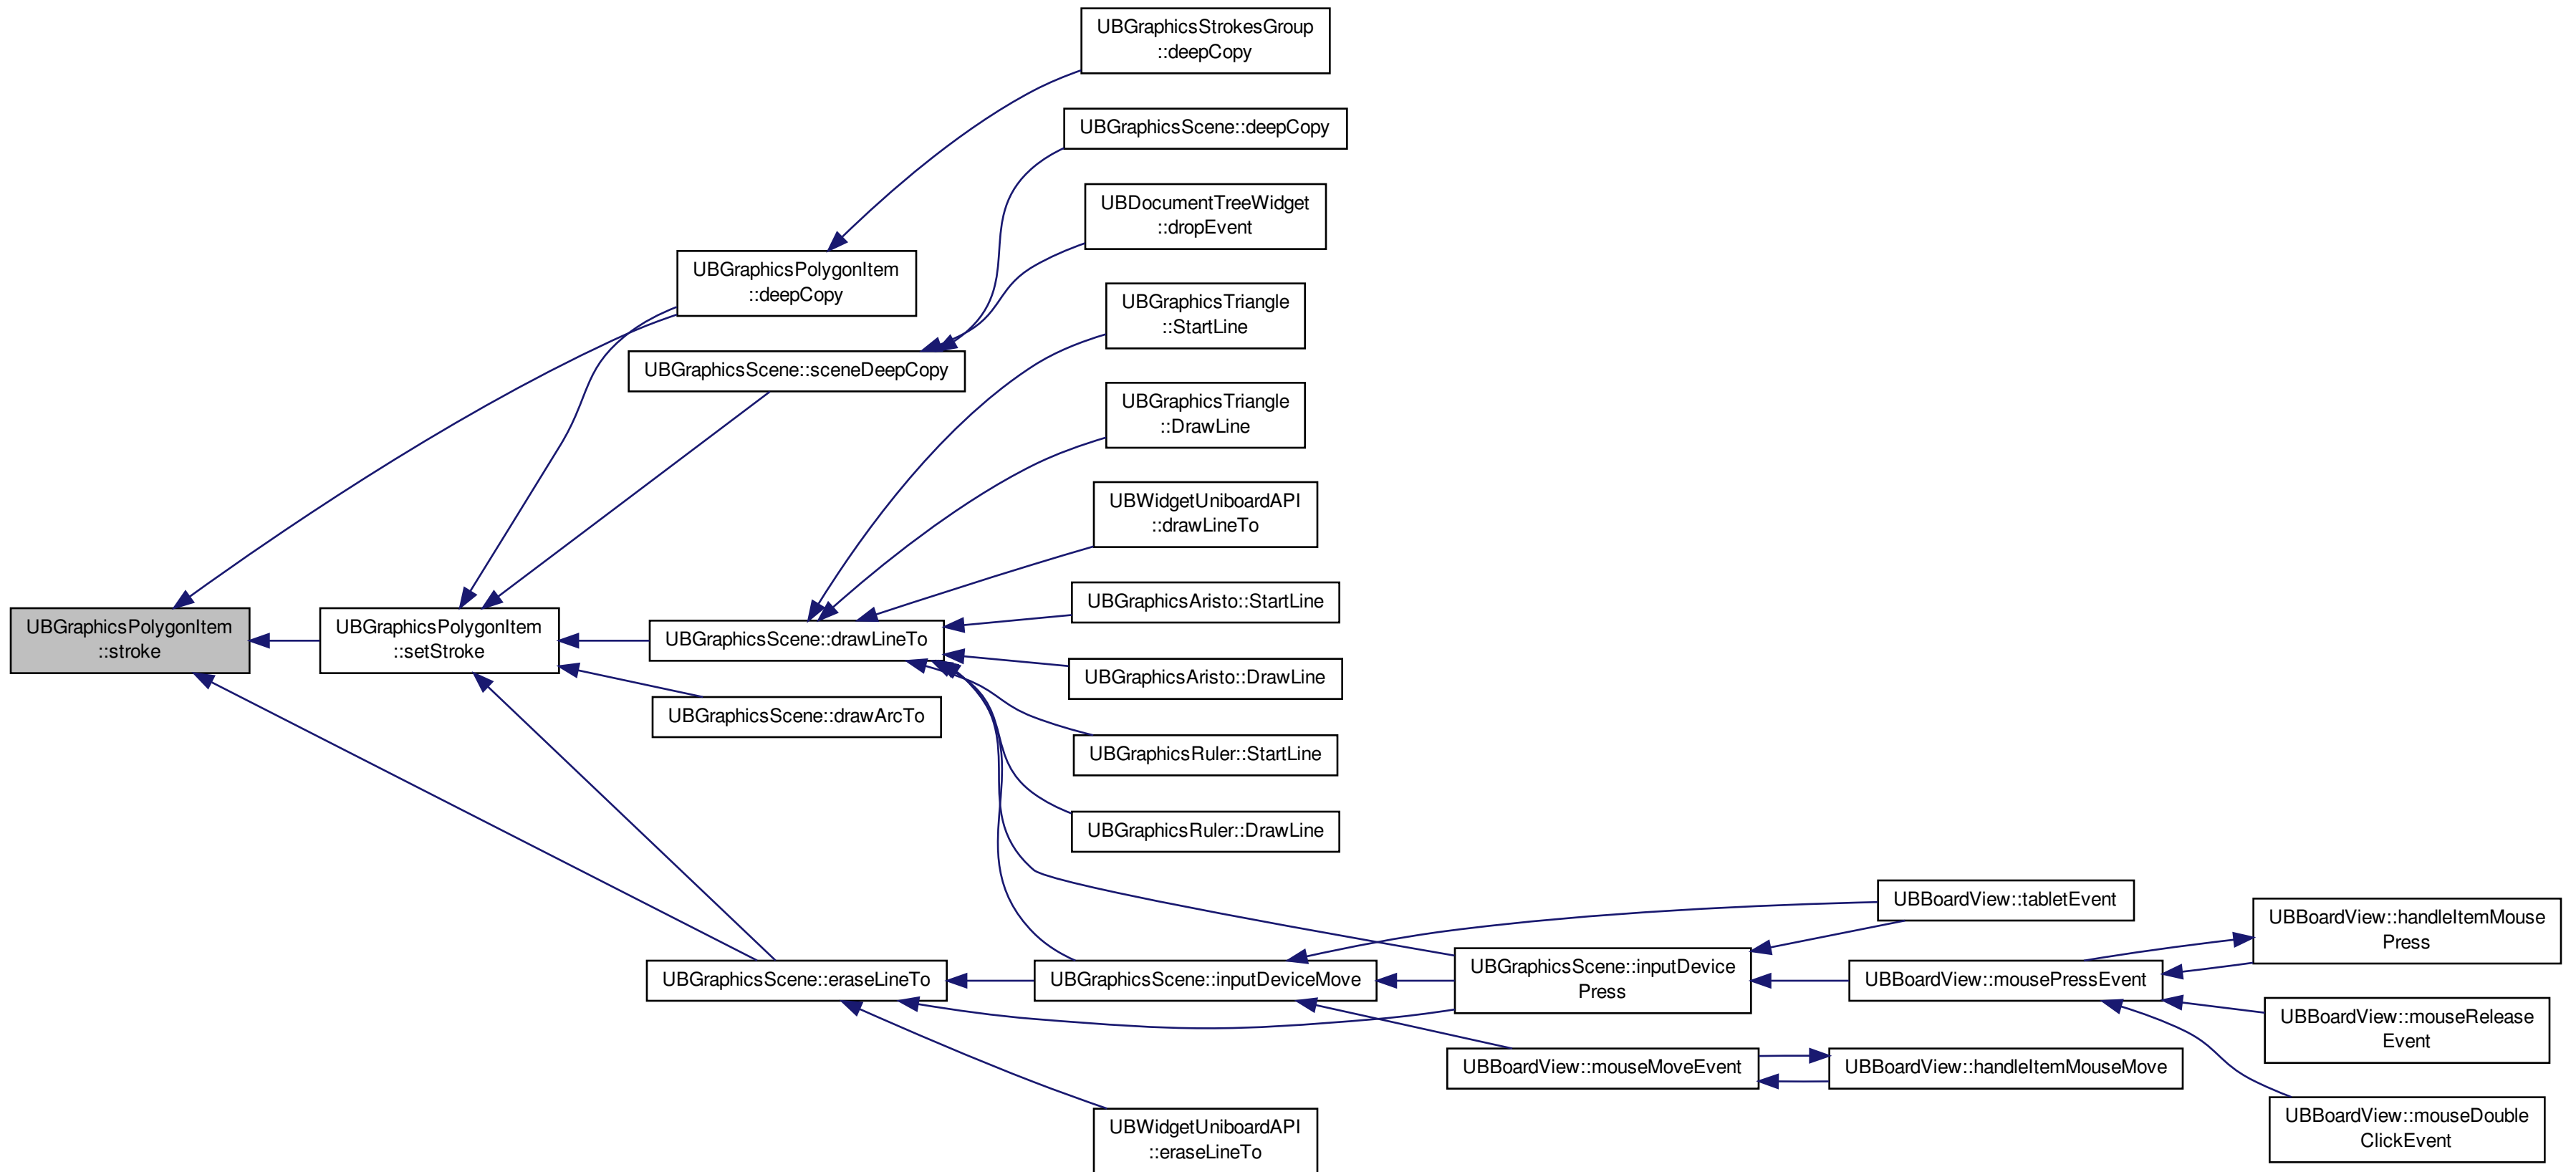 UBGraphicsStrokesGroup
::deepCopy
UBGraphicsScene::deepCopy
UBDocumentTreeWidget
::dropEvent
UBGraphicsPolygonItem
::deepCopy
UBGraphicsTriangle
::StartLine
UBGraphicsScene::sceneDeepCopy
UBGraphicsTriangle
::DrawLine
UBWidgetUniboardAPI
::drawLineTo
UBGraphicsAristo::StartLine
UBGraphicsPolygonItem
::stroke
UBGraphicsPolygonItem
::setStroke
UBGraphicsScene::drawLineTo
UBGraphicsAristo::DrawLine
UBGraphicsScene::drawArcTo
UBGraphicsRuler::StartLine
UBGraphicsRuler::DrawLine
UBBoardView::tabletEvent
UBBoardView::handleItemMouse
Press
UBGraphicsScene::eraseLineTo
UBGraphicsScene::inputDeviceMove
UBGraphicsScene::inputDevice
Press
UBBoardView::mousePressEvent
UBBoardView::mouseRelease
Event
UBBoardView::mouseMoveEvent
UBBoardView::handleItemMouseMove
UBWidgetUniboardAPI
::eraseLineTo
UBBoardView::mouseDouble
ClickEvent